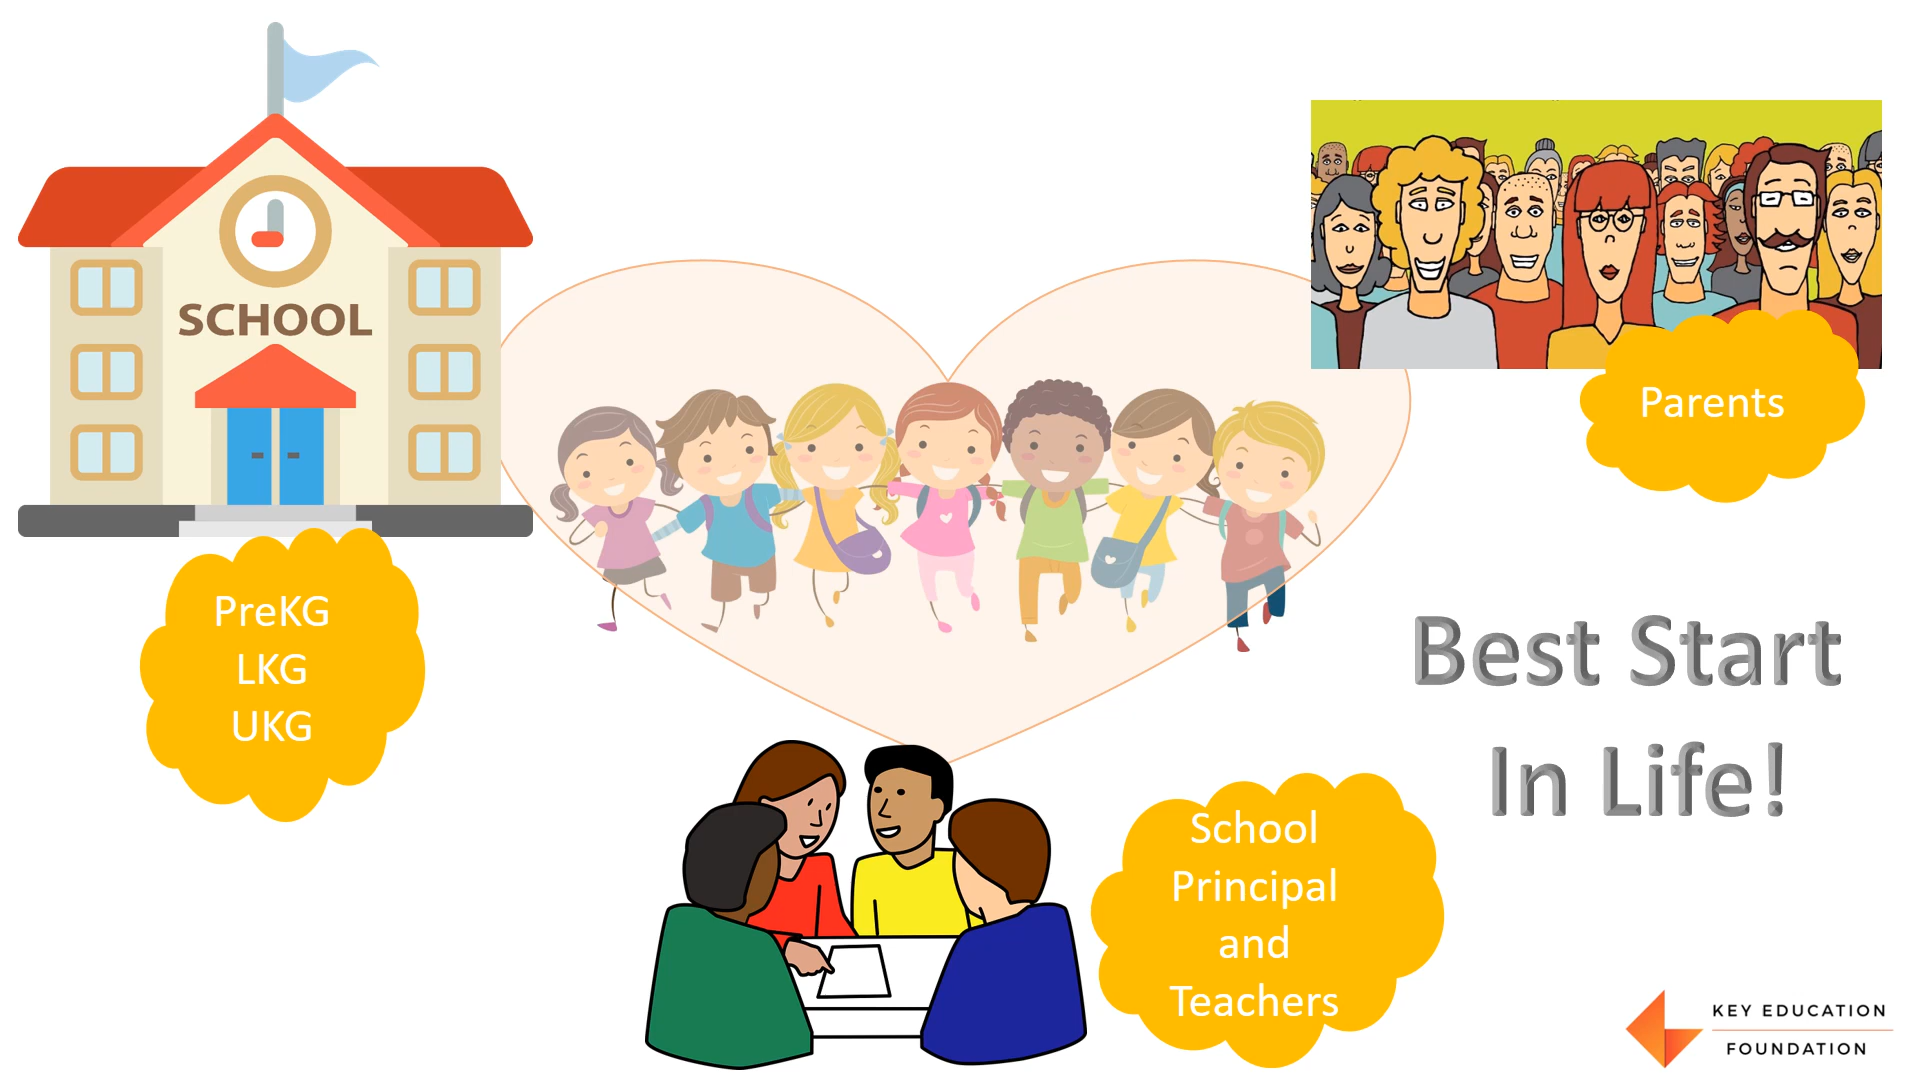 SCHOOL
PreKG
LKG
UKG
Parents
Best Start
In Life!
School
Principal
and
Teachers
KEY EDUCATION
FOUNDATION